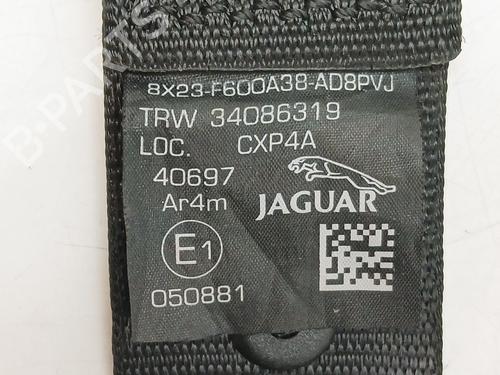 8X23-F600A38-AD8PVJ
TRW 34086319
LOC. CXP4A
40697
Ar4m
JAGUAR
E1
050881
B-PARTS